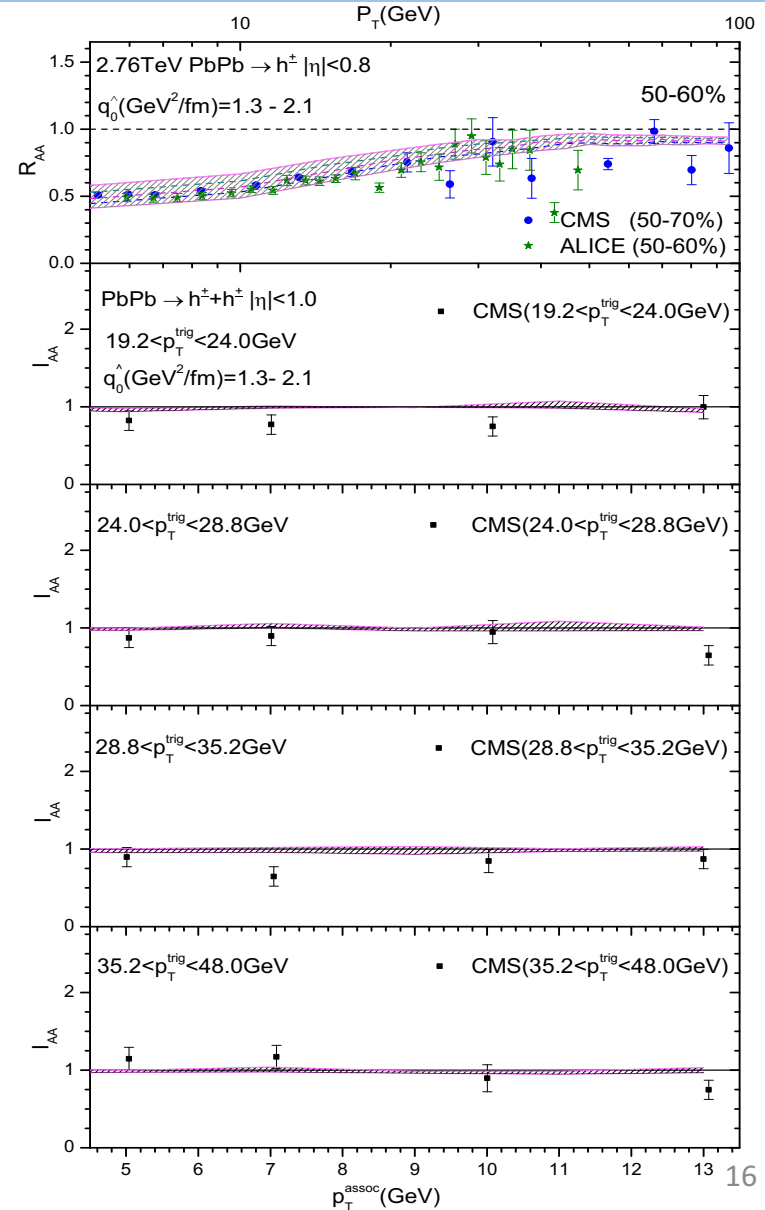 P_T(GeV)
10 100
1.5
1.0
0.5
0.0
R_AA
2.76TeV PbPb → h^± |η|<0.8
q̂_0(GeV^2/fm)=1.3 - 2.1
50-60%
CMS (50-70%)
ALICE (50-60%)
PbPb → h^±+h^± |η|<1.0
CMS(19.2<p_T^trig<24.0GeV)
19.2<p_T^trig<24.0GeV
q̂_0(GeV^2/fm)=1.3- 2.1
2
1
0
I_AA
24.0<p_T^trig<28.8GeV CMS(24.0<p_T^trig<28.8GeV)
2
1
0
I_AA
28.8<p_T^trig<35.2GeV CMS(28.8<p_T^trig<35.2GeV)
2
1
0
I_AA
35.2<p_T^trig<48.0GeV CMS(35.2<p_T^trig<48.0GeV)
2
1
0
I_AA
5 6 7 8 9 10 11 12 13
p_T^assoc(GeV)
16